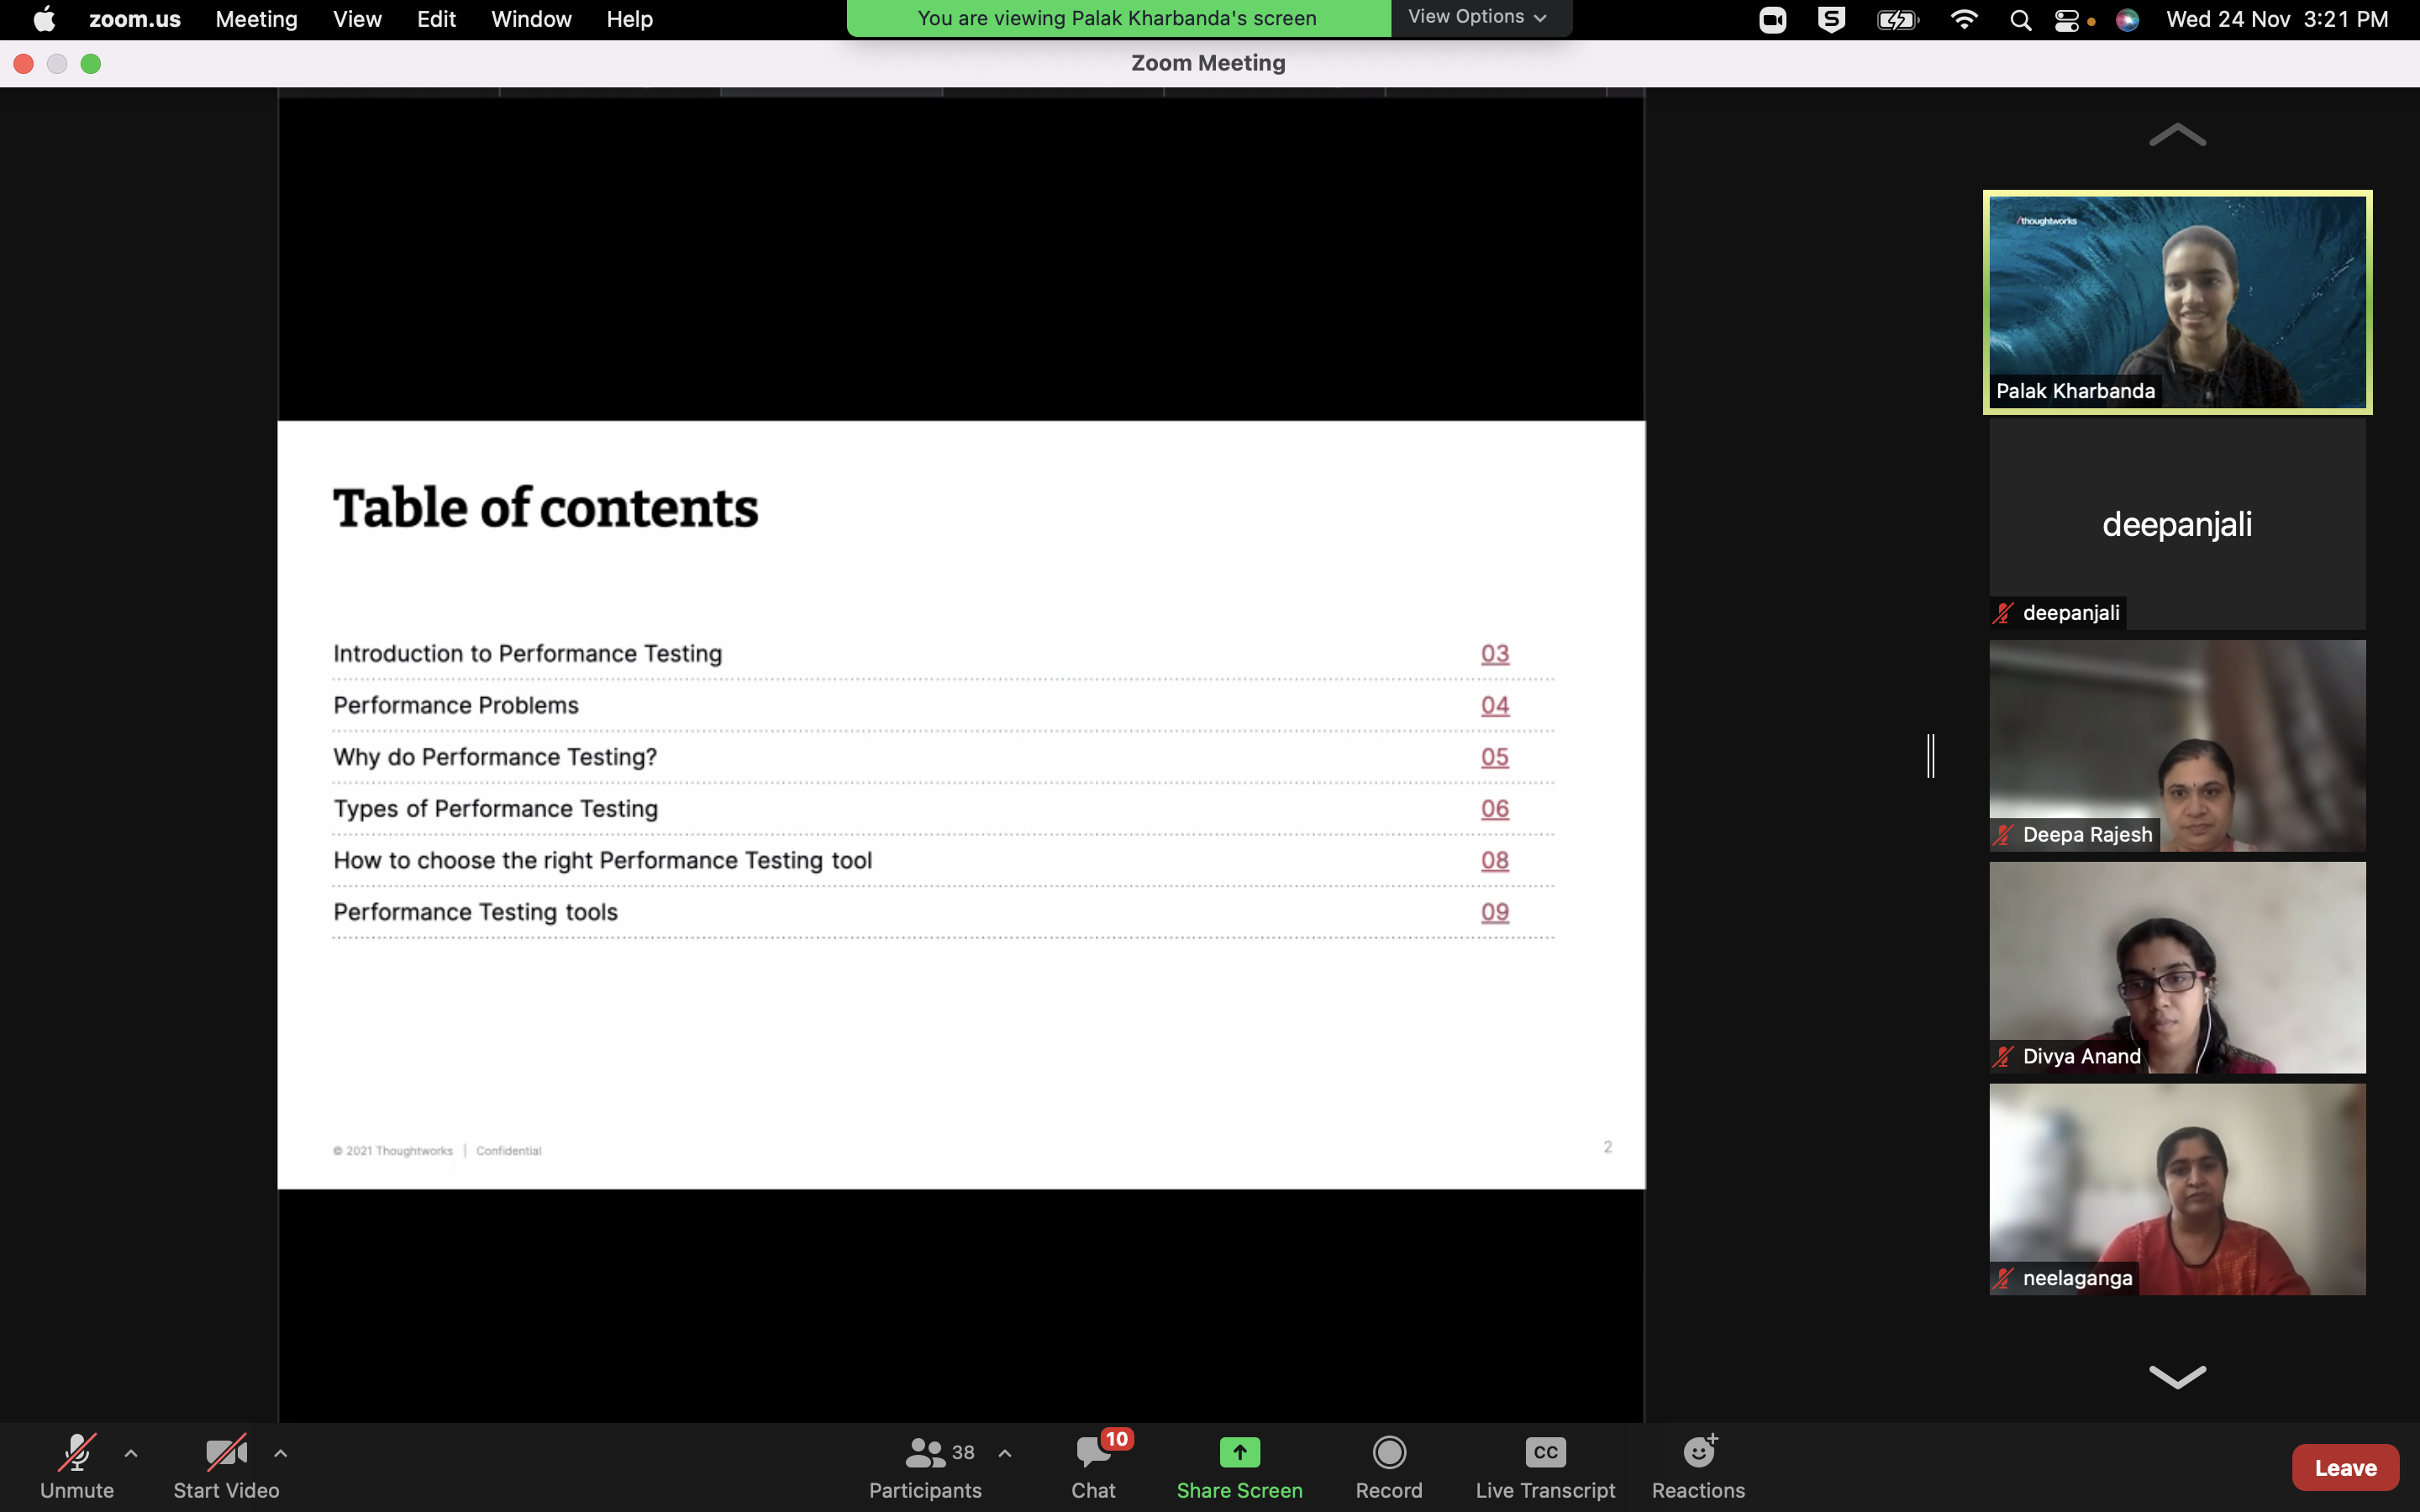 zoom.us Meeting View Edit Window Help
You are viewing Palak Kharbanda's screen View Options
Wed 24 Nov 3:21 PM
Zoom Meeting
/thoughtworks
Palak Kharbanda
deepanjali
deepanjali
Deepa Rajesh
Divya Anand
neelaganga
Table of contents
Introduction to Performance Testing 03
Performance Problems 04
Why do Performance Testing? 05
Types of Performance Testing 06
How to choose the right Performance Testing tool 08
Performance Testing tools 09
© 2021 Thoughtworks | Confidential
2
Unmute
Start Video
38
Participants
10
Chat
Share Screen
Record
CC
Live Transcript
Reactions
Leave